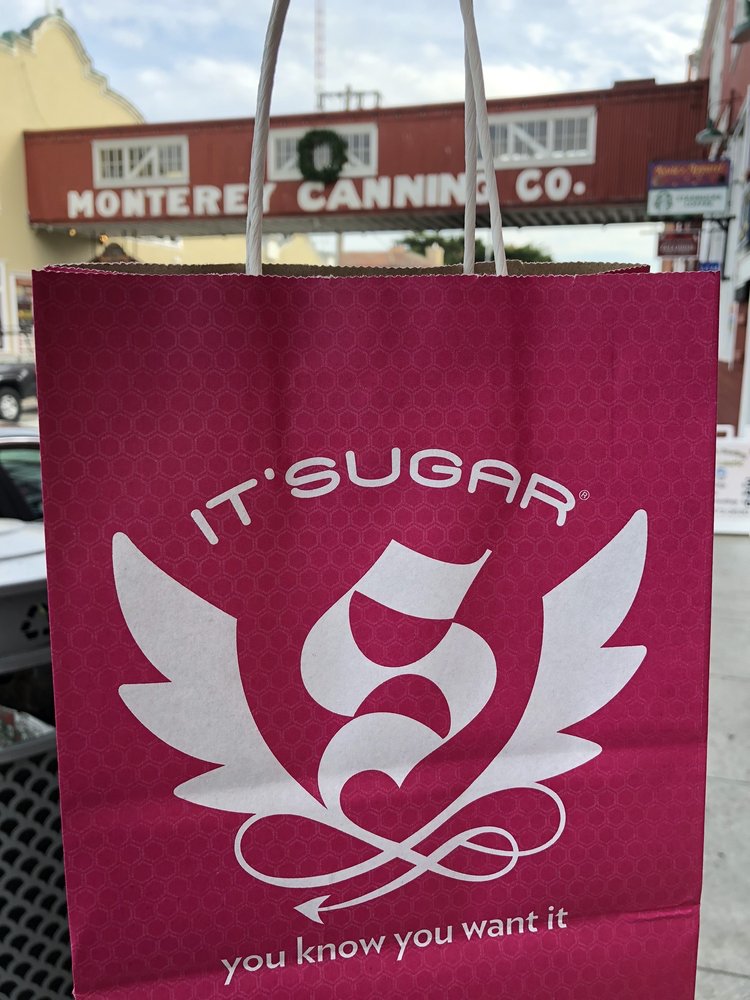 MONTEREY CANNING CO.
IT'SUGAR®
you know you want it